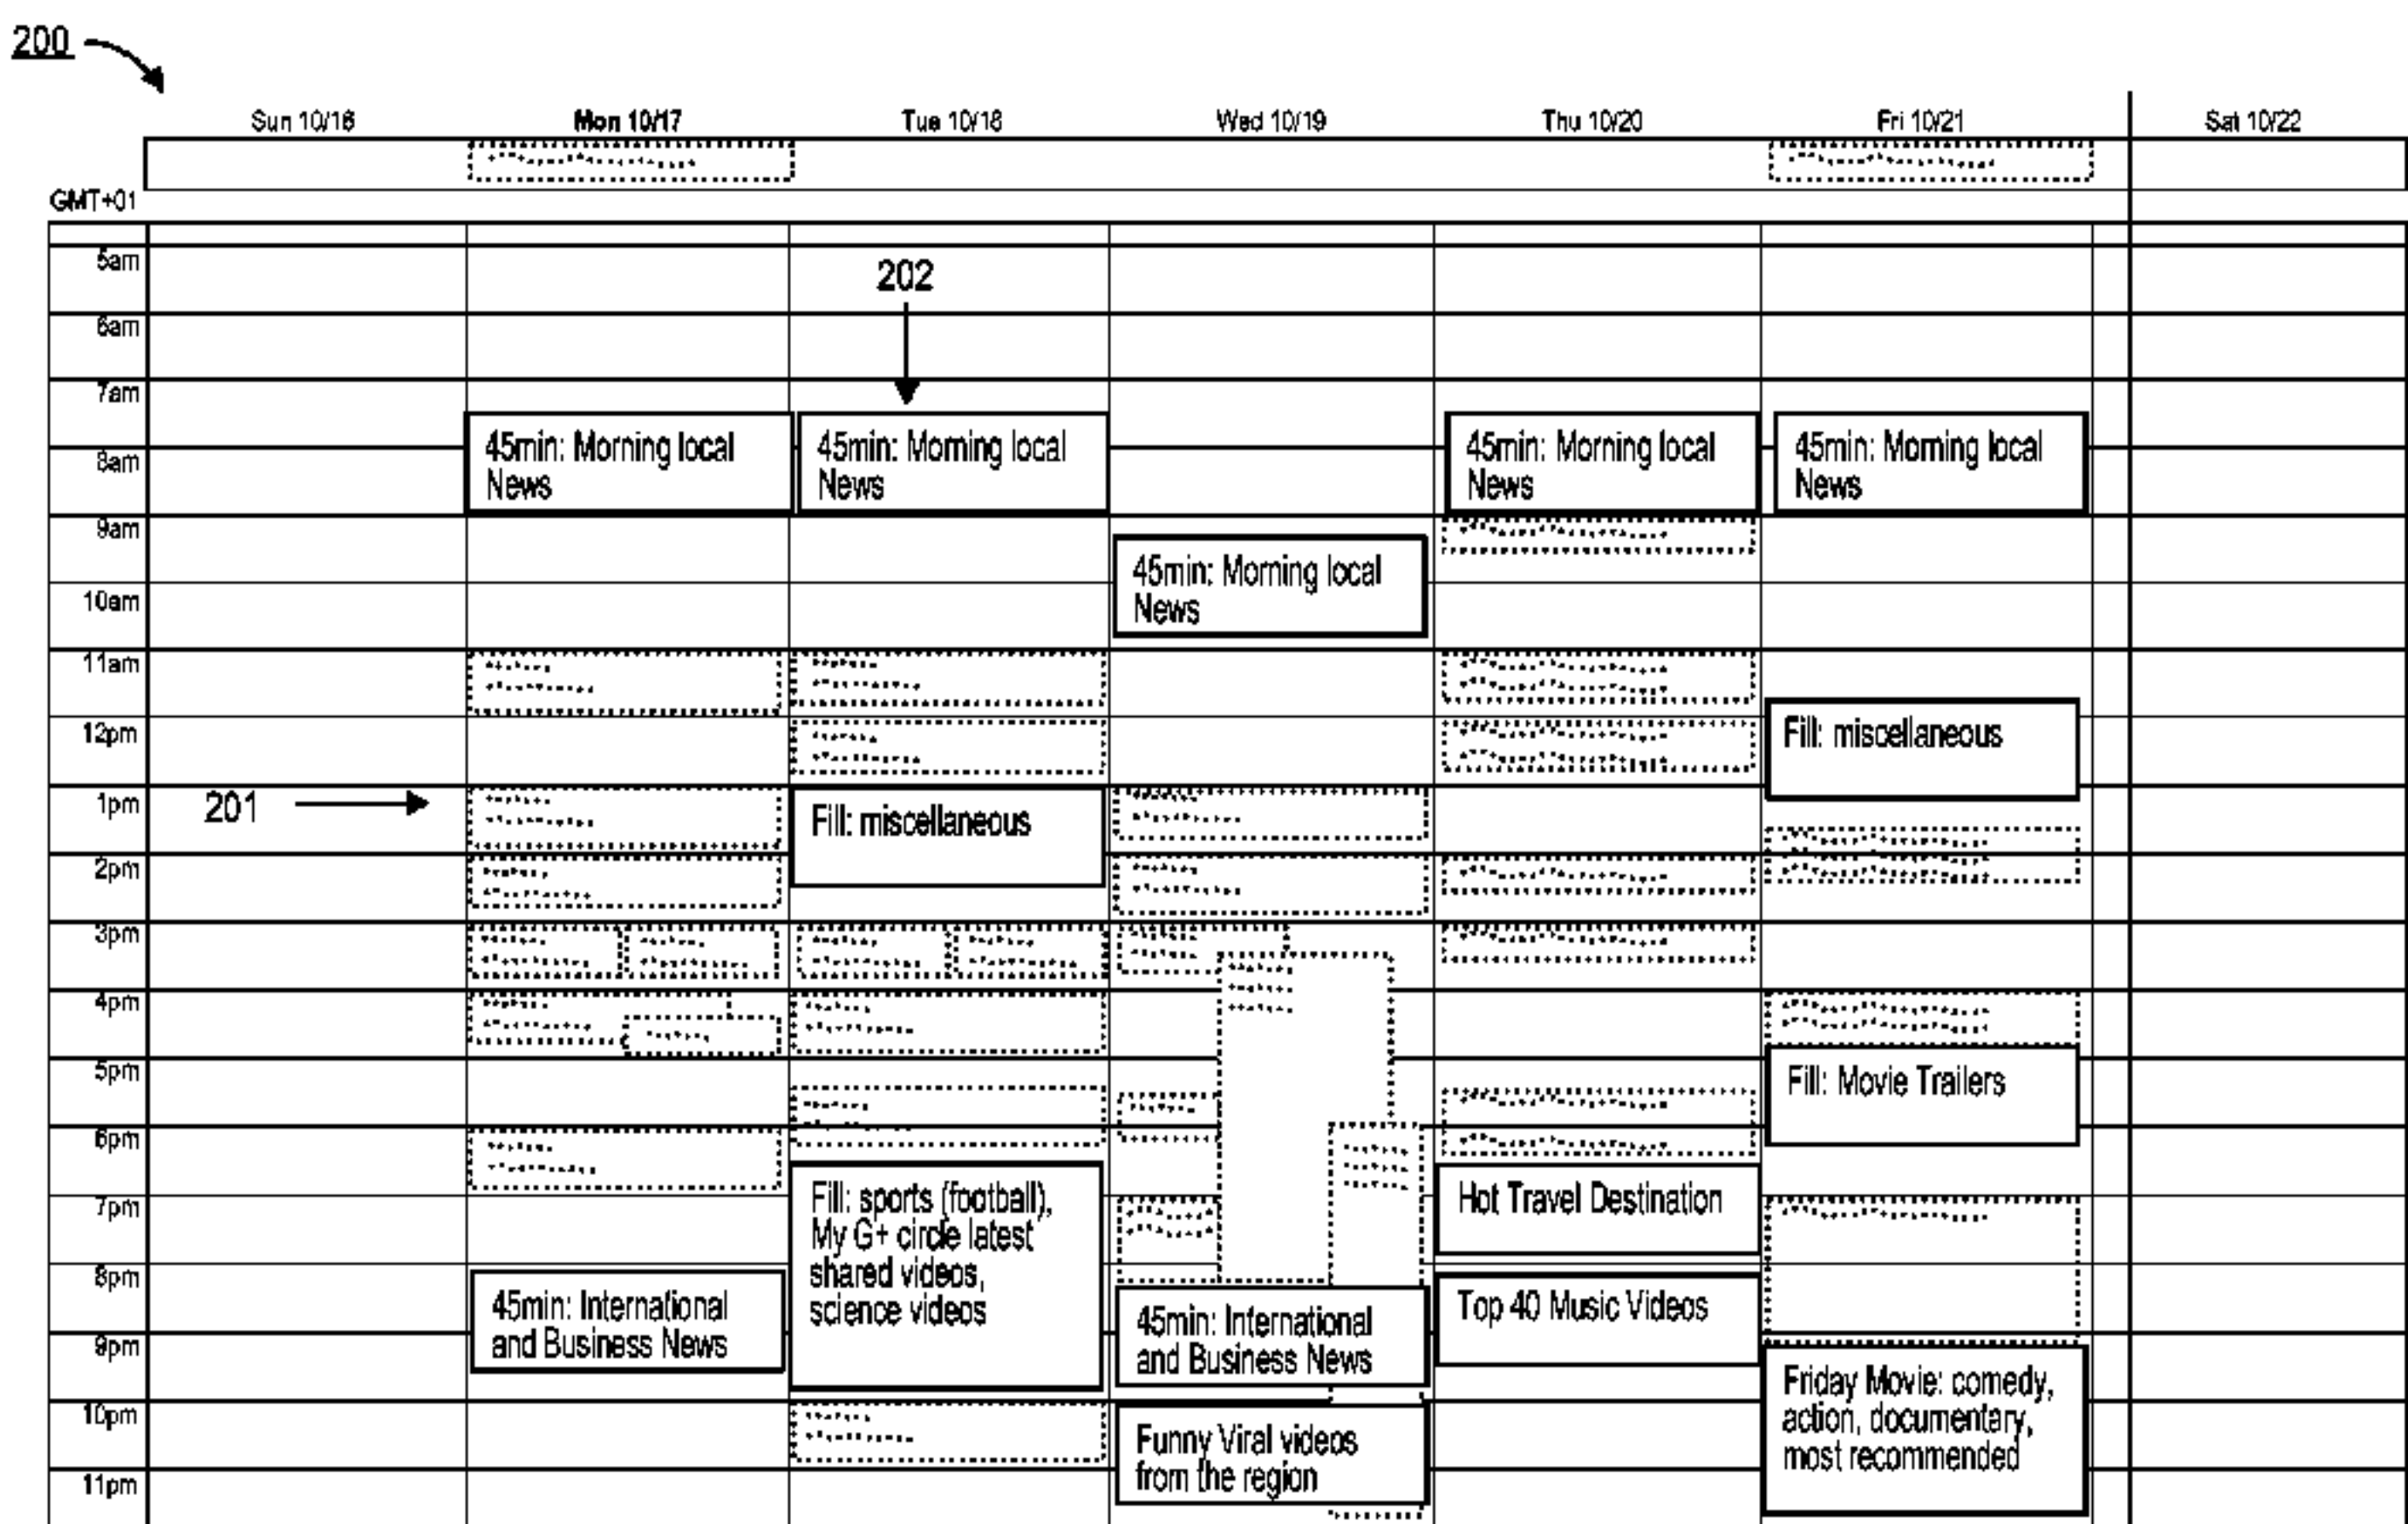 200
Sun 10/16
Mon 10/17
Tue 10/18
Wed 10/19
Thu 10/20
Fri 10/21
Sat 10/22
GMT+01
5am
202
6am
7am
45min: Morning local
News
45min: Morning local
News
45min: Morning local
News
45min: Morning local
News
8am
9am
45min: Morning local
News
10am
11am
12pm
Fill: miscellaneous
1pm
201
Fill: miscellaneous
2pm
3pm
4pm
5pm
Fill: Movie Trailers
6pm
7pm
Fill: sports (football),
My G+ circle latest
shared videos,
science videos
Hot Travel Destination
8pm
45min: International
and Business News
45min: International
and Business News
Top 40 Music Videos
9pm
Friday Movie: comedy,
action, documentary,
most recommended
10pm
Funny Viral videos
from the region
11pm